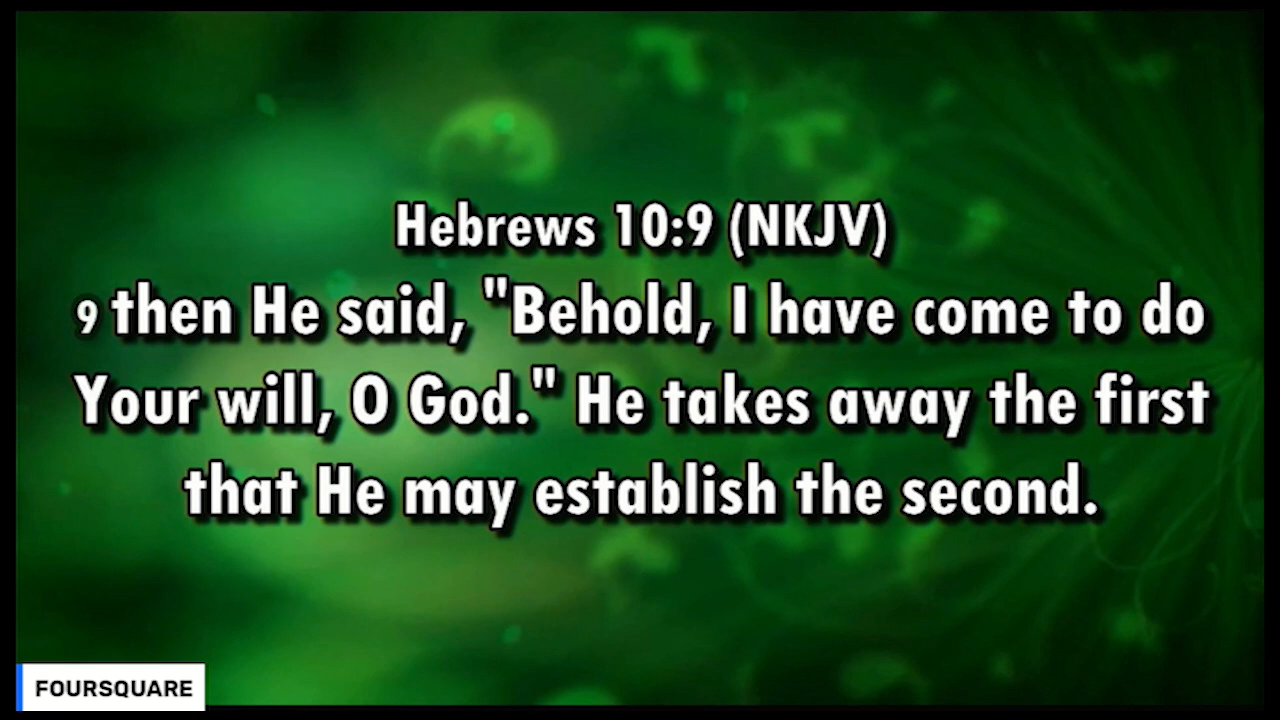 Hebrews 10:9 (NKJV)
9 then He said, "Behold, I have come to do
Your will, O God." He takes away the first
that He may establish the second.
FOURSQUARE